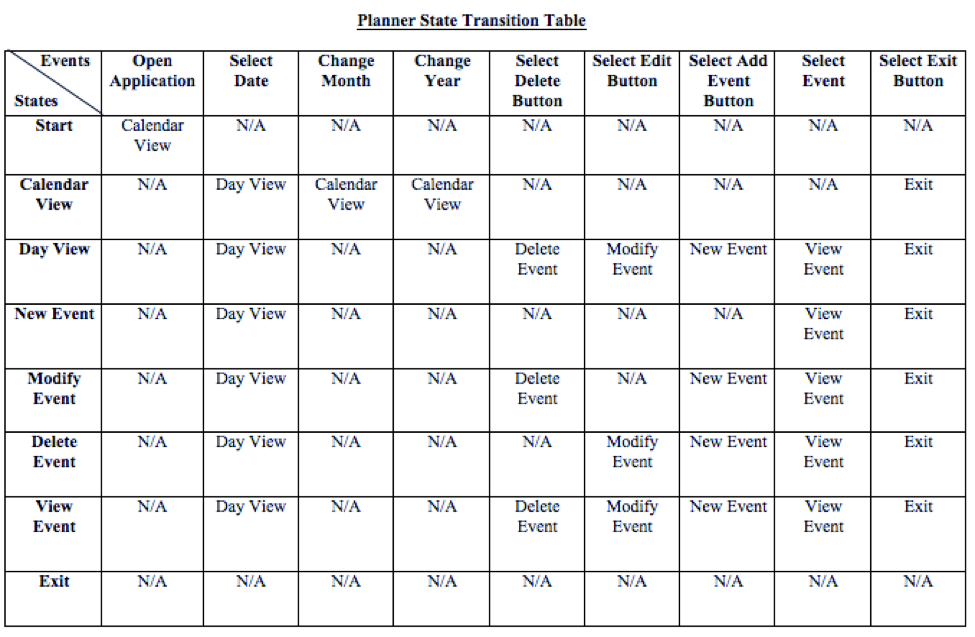 Planner State Transition Table
Events Open Select Change Change Select Select Edit Select Add Select Select Exit
Application Date Month Year Delete Button Event Event Button
States Button Button
Start Calendar N/A N/A N/A N/A N/A N/A N/A N/A
View
Calendar N/A Day View Calendar Calendar N/A N/A N/A N/A Exit
View View View
Day View N/A Day View N/A N/A Delete Modify New Event View Exit
Event Event Event
New Event N/A Day View N/A N/A N/A N/A N/A View Exit
Event
Modify N/A Day View N/A N/A Delete N/A New Event View Exit
Event Event Event
Delete N/A Day View N/A N/A N/A Modify New Event View Exit
Event Event Event
View N/A Day View N/A N/A Delete Modify New Event View Exit
Event Event Event Event
Exit N/A N/A N/A N/A N/A N/A N/A N/A N/A